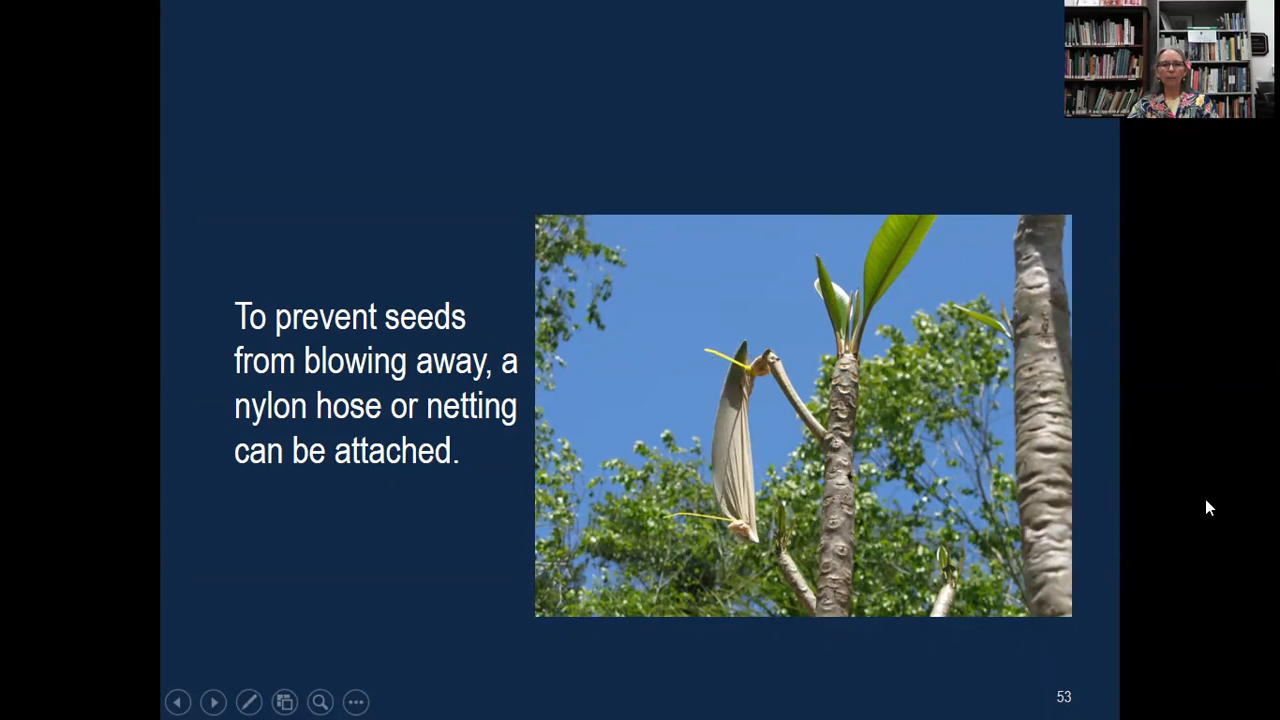 To prevent seeds
from blowing away, a
nylon hose or netting
can be attached.
53